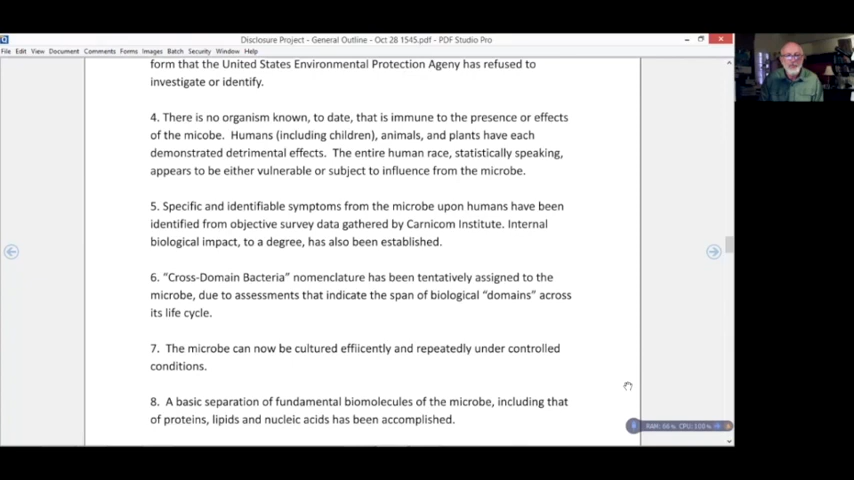 Disclosure Project - General Outline - Oct 28 1545.pdf - PDF Studio Pro
File Edit View Document Comments Forms Images Batch Security Window Help
form that the United States Environmental Protection Ageny has refused to
investigate or identify.
4. There is no organism known, to date, that is immune to the presence or effects
of the micobe.  Humans (including children), animals, and plants have each
demonstrated detrimental effects.  The entire human race, statistically speaking,
appears to be either vulnerable or subject to influence from the microbe.
5. Specific and identifiable symptoms from the microbe upon humans have been
identified from objective survey data gathered by Carnicom Institute. Internal
biological impact, to a degree, has also been established.
6. “Cross-Domain Bacteria” nomenclature has been tentatively assigned to the
microbe, due to assessments that indicate the span of biological “domains” across
its life cycle.
7.  The microbe can now be cultured effiicently and repeatedly under controlled
conditions.
8.  A basic separation of fundamental biomolecules of the microbe, including that
of proteins, lipids and nucleic acids has been accomplished.
RAM: 66% CPU: 100%